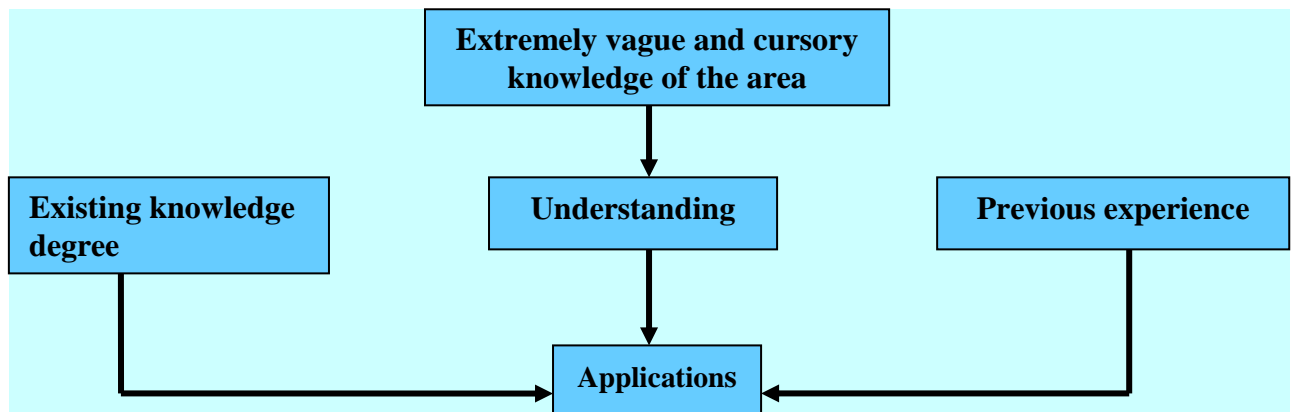 Extremely vague and cursory
knowledge of the area
Existing knowledge
degree
Understanding
Previous experience
Applications